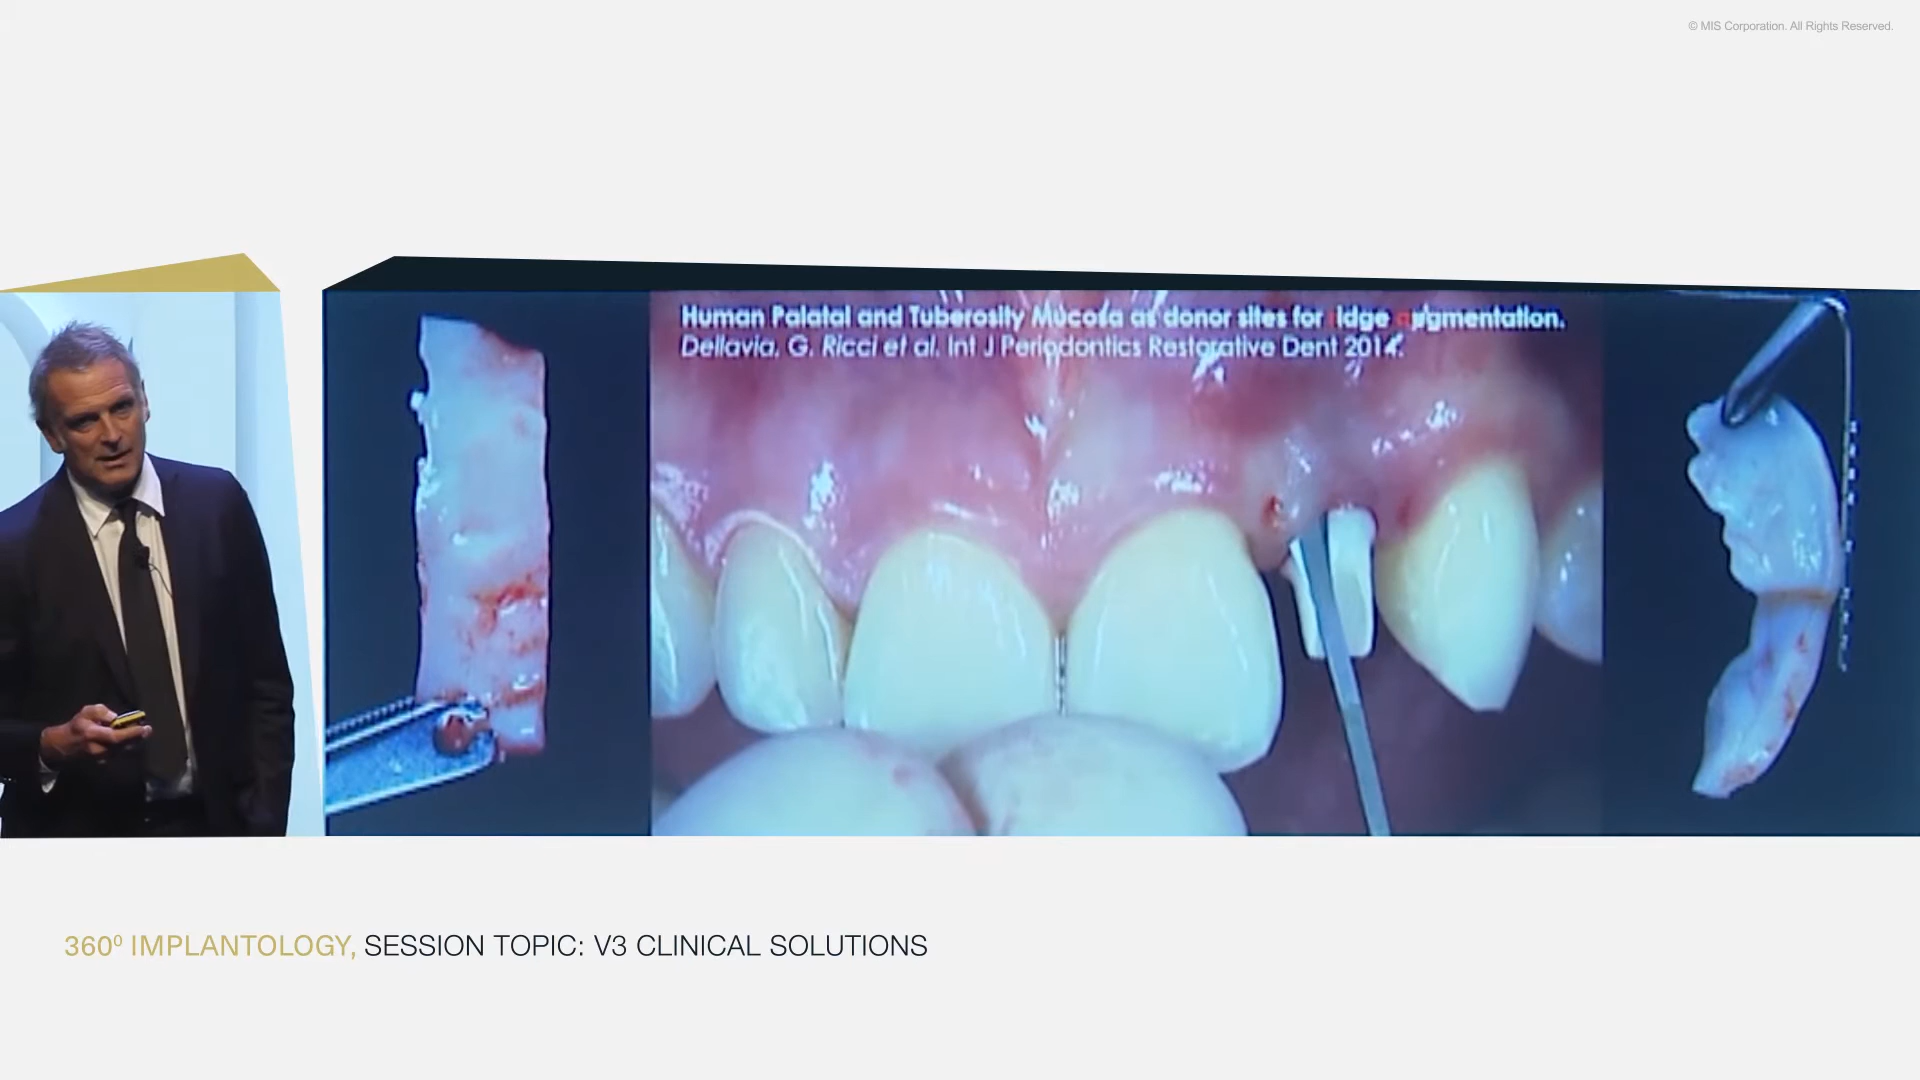 © MIS Corporation. All Rights Reserved.
Human Palatal and Tuberosity Mucosa as donor sites for ridge augmentation.
Dellavia, G. Ricci et al. Int J Periodontics Restorative Dent 2014.
360⁰ IMPLANTOLOGY, SESSION TOPIC: V3 CLINICAL SOLUTIONS